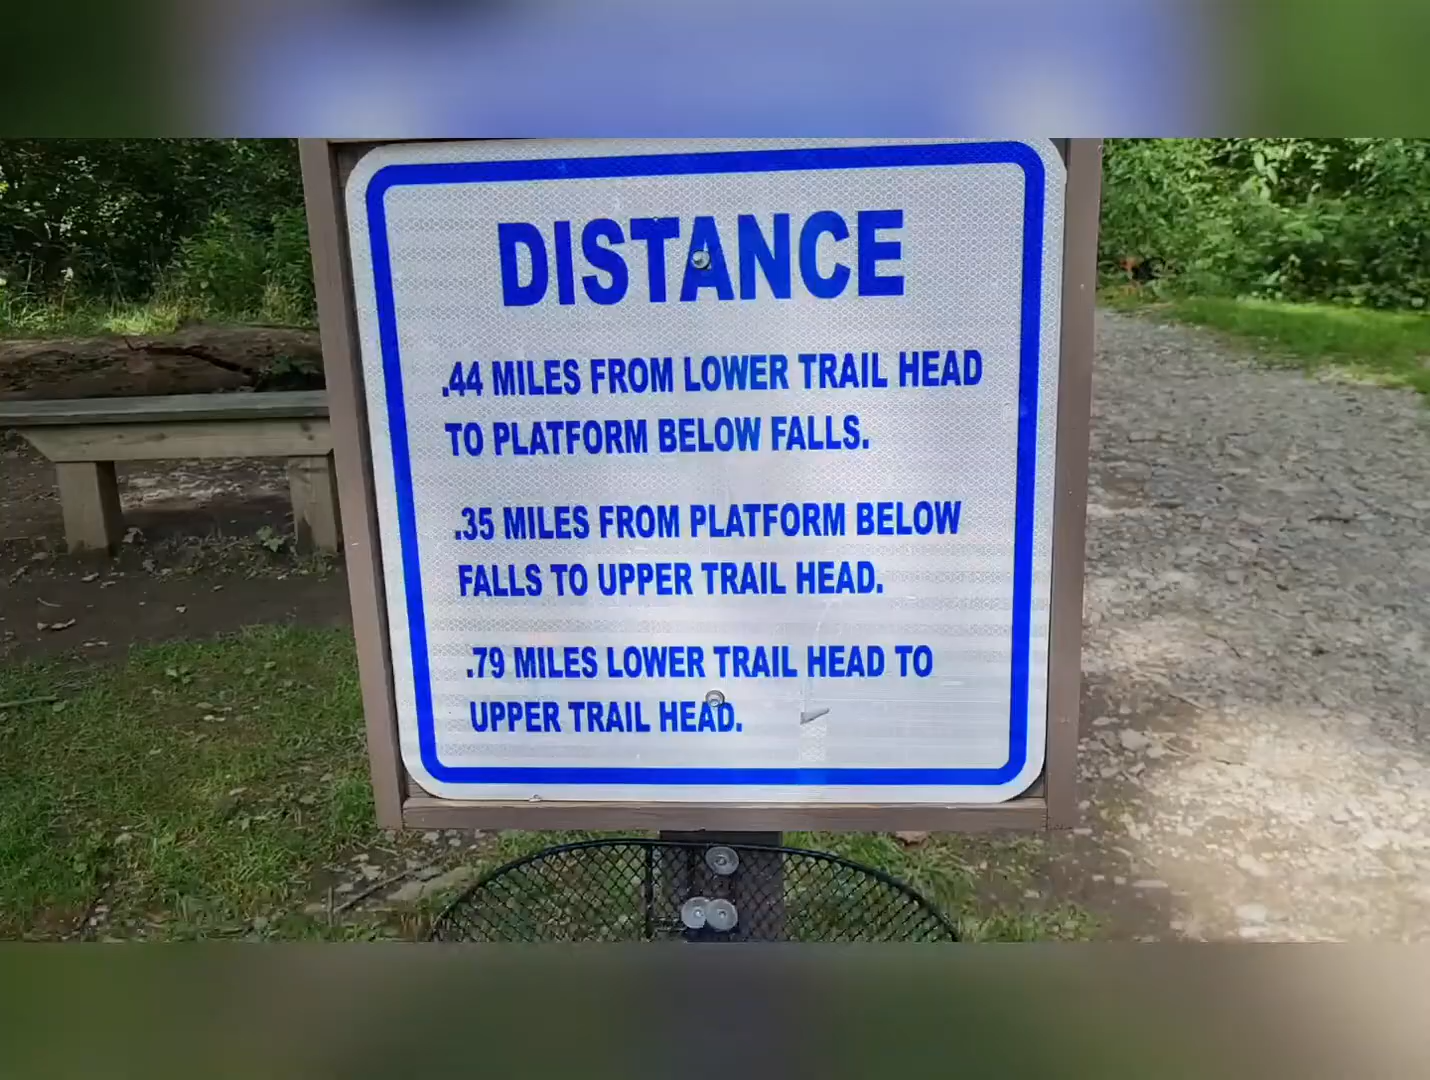 DISTANCE
.44 MILES FROM LOWER TRAIL HEAD
TO PLATFORM BELOW FALLS.
.35 MILES FROM PLATFORM BELOW
FALLS TO UPPER TRAIL HEAD.
.79 MILES LOWER TRAIL HEAD TO
UPPER TRAIL HEAD.